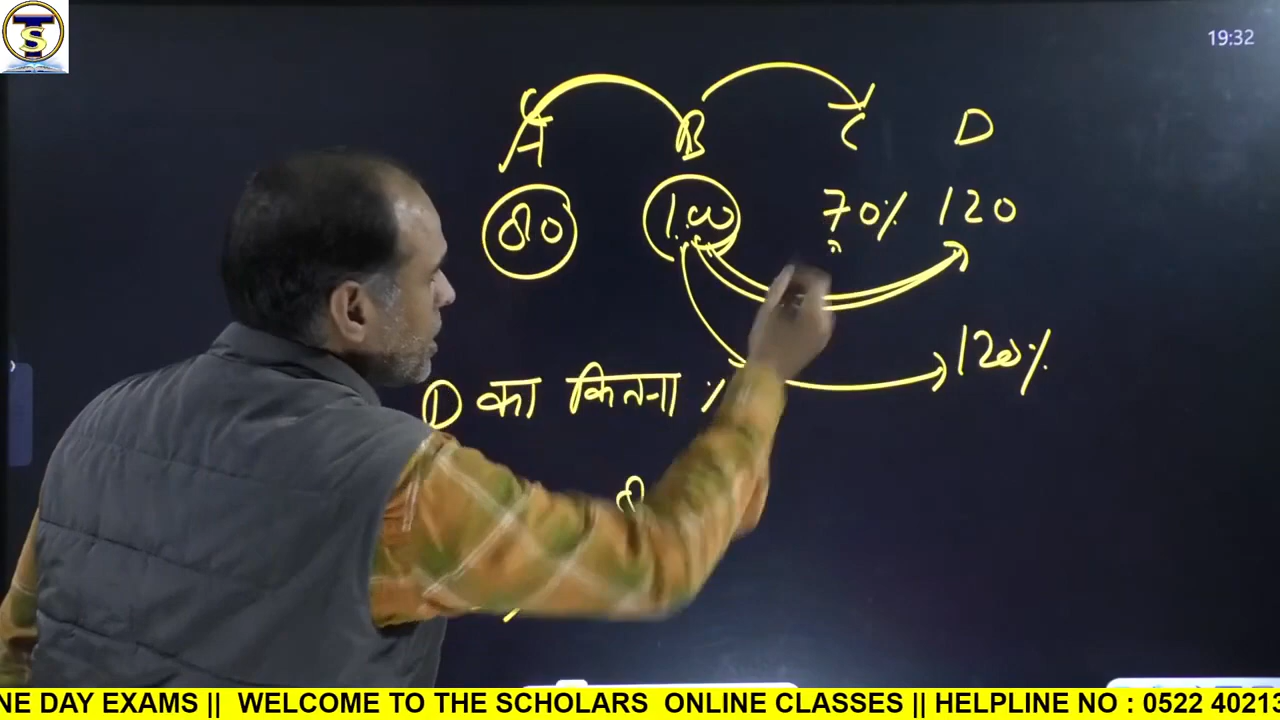 TS
19:32
A B C D
80 100 70% 120
120%
D का कितना %
NE DAY EXAMS || WELCOME TO THE SCHOLARS ONLINE CLASSES || HELPLINE NO : 0522 40213